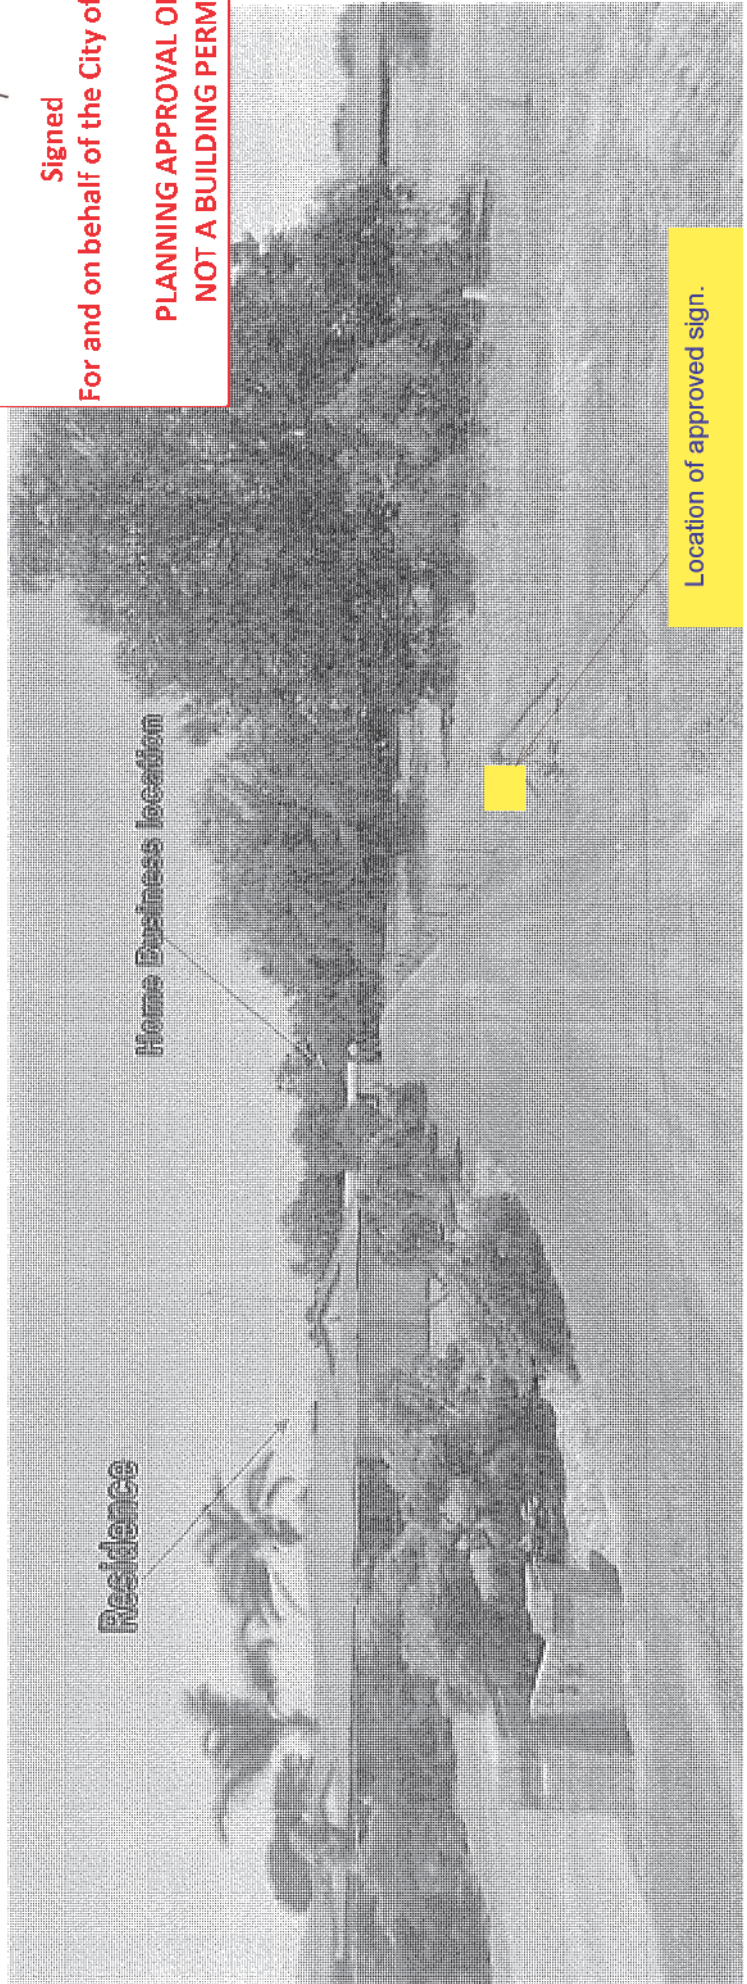 Signed
For and on behalf of the City of
PLANNING APPROVAL
NOT A BUILDING
Home Business location
Residence
Location of approved sign.